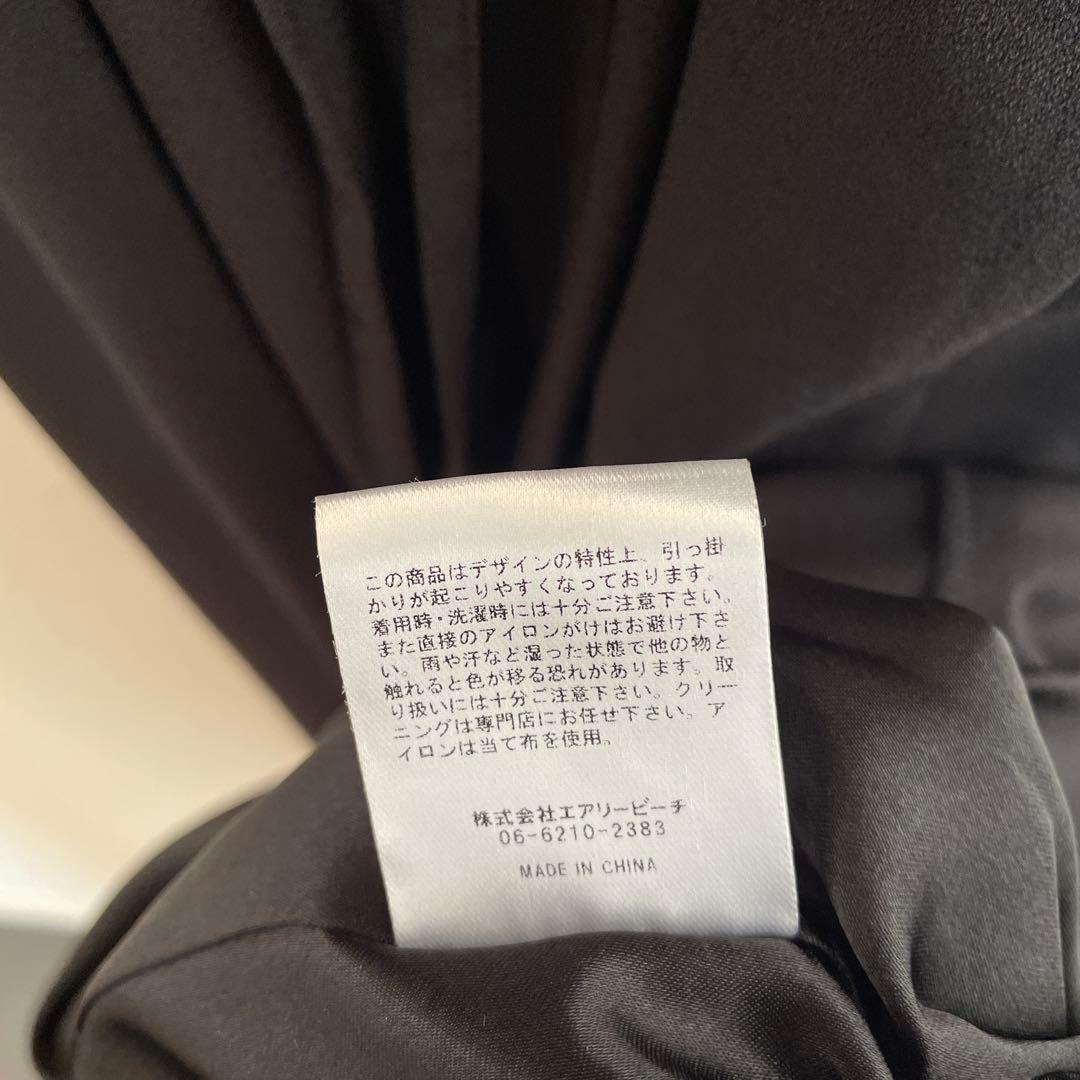 この商品はデザインの特性上、引っ掛
かりが起こりやすくなっております。
着用時・洗濯時には十分ご注意下さい。
また直接のアイロンがけはお避け下さ
い。雨や汗など湿った状態で他の物と
触れると色が移る恐れがあります。取
り扱いには十分ご注意下さい。クリー
ニングは専門店にお任せ下さい。ア
イロンは当て布を使用。
株式会社エアリービーチ
06-6210-2383
MADE IN CHINA